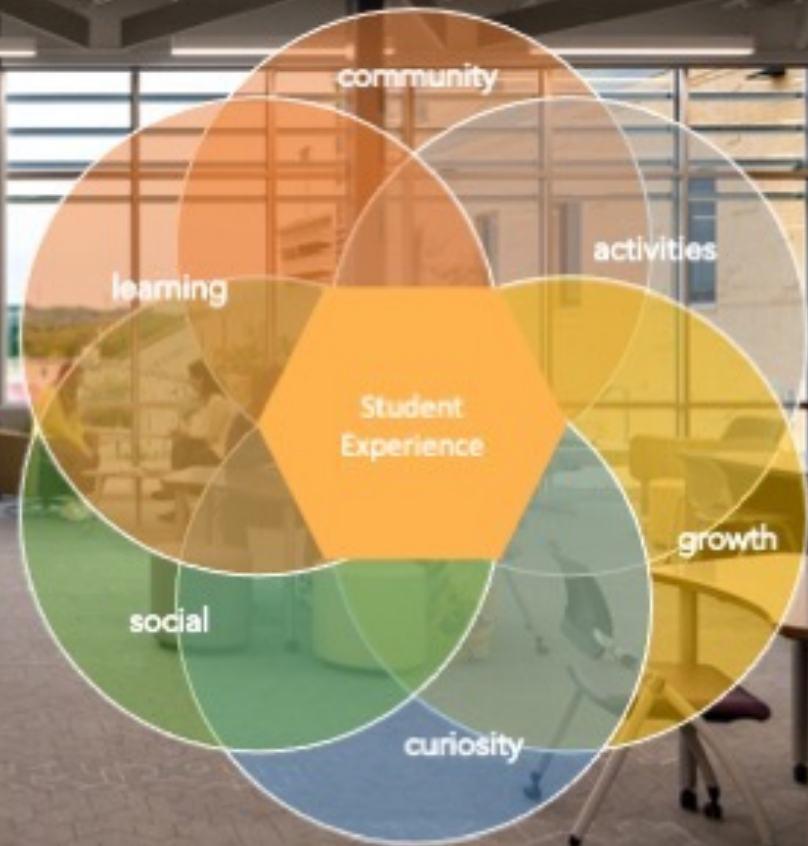 community
activities
learning
Student
Experience
growth
social
curiosity